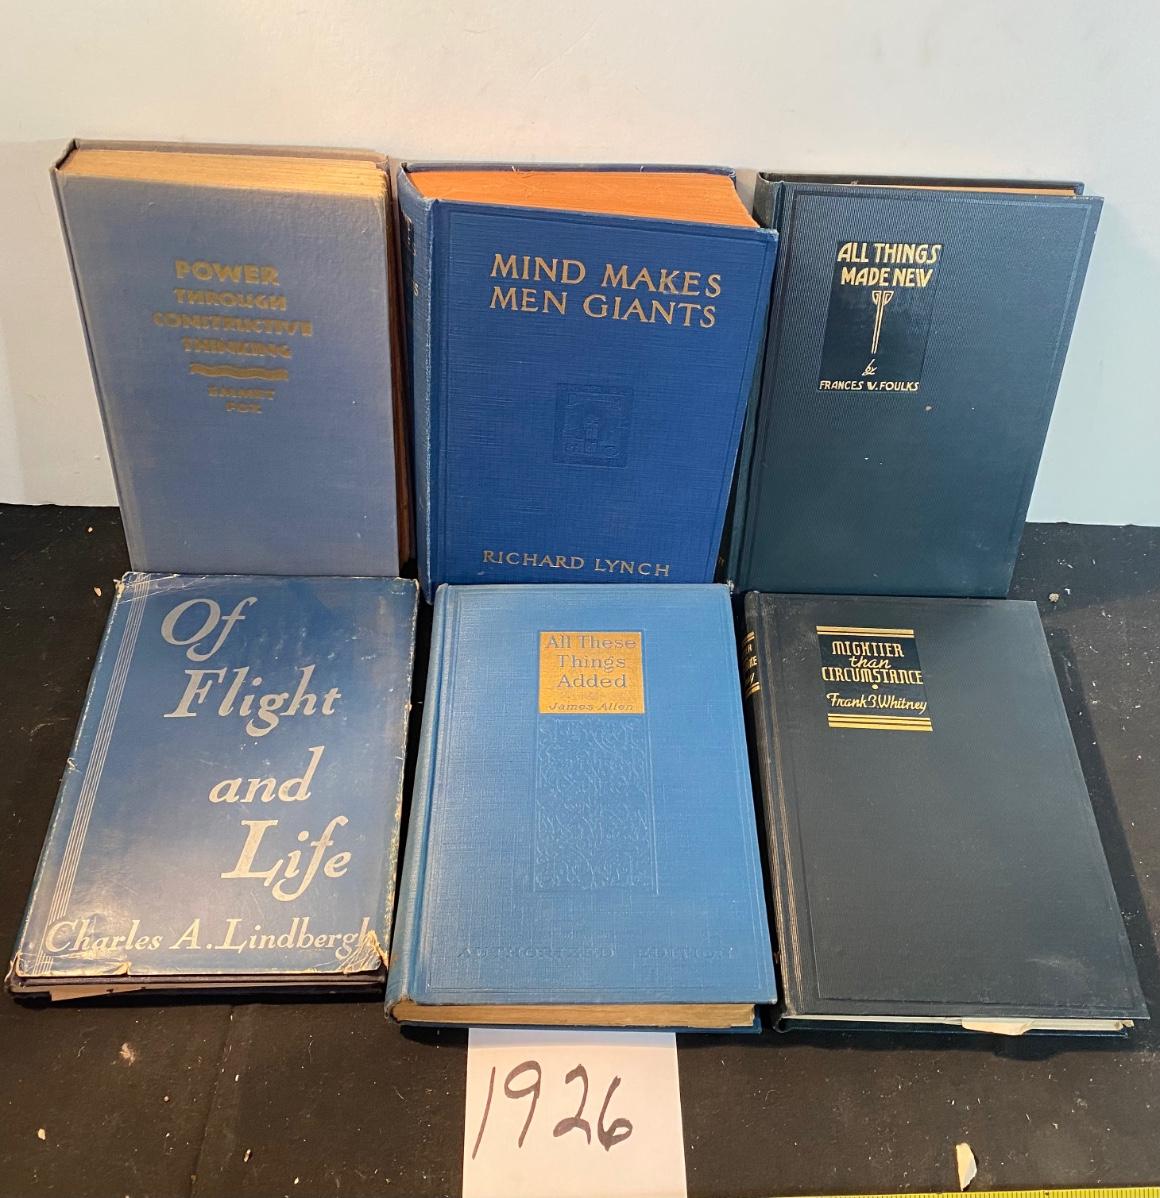 POWER
THROUGH
CONSTRUCTIVE
THINKING
EMMET
FOX
MIND MAKES
MEN GIANTS
RICHARD LYNCH
ALL THINGS
MADE NEW
by
FRANCES W. FOULKS
Of
Flight
and
Life
Charles A. Lindbergh
All These
Things
Added
James Allen
AUTHORIZED EDITION
MIGHTIER
than
CIRCUMSTANCE
Frank B. Whitney
1926